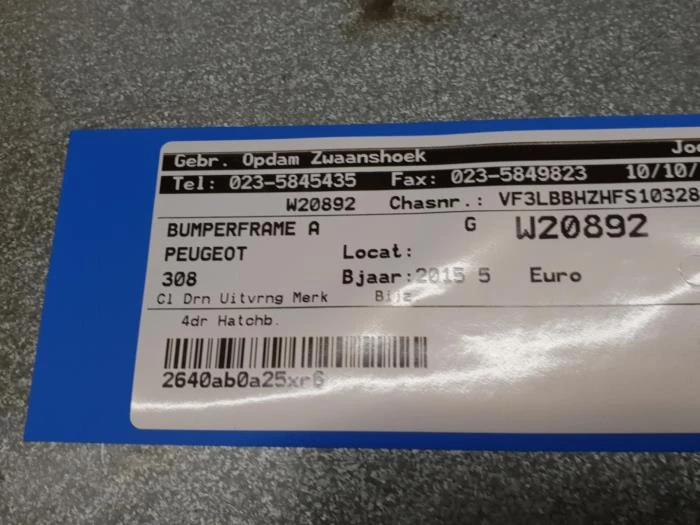 Gebr. Opdam Zwaanshoek
Tel: 023-5845435 Fax: 023-5849823 10/10/
W20892 Chasnr.: VF3LBBHZHFS10328
BUMPERFRAME A G W20892
PEUGEOT Locat:
308 Bjaar:2015 5 Euro
Cl Drn Uitvrng Merk
4dr Hatchb.
2640ab0a25xr6